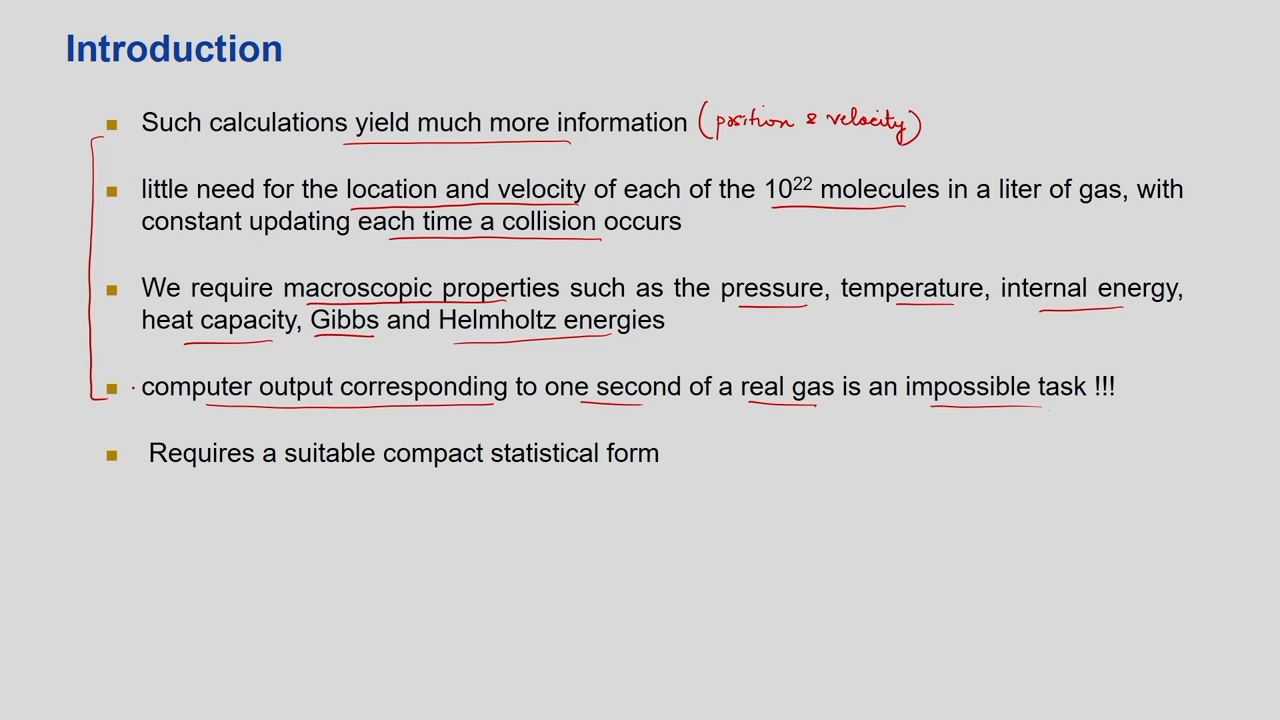 Introduction
Such calculations yield much more information (position & velocity)
little need for the location and velocity of each of the 10²² molecules in a liter of gas, with
constant updating each time a collision occurs
We require macroscopic properties such as the pressure, temperature, internal energy,
heat capacity, Gibbs and Helmholtz energies
computer output corresponding to one second of a real gas is an impossible task !!!
Requires a suitable compact statistical form